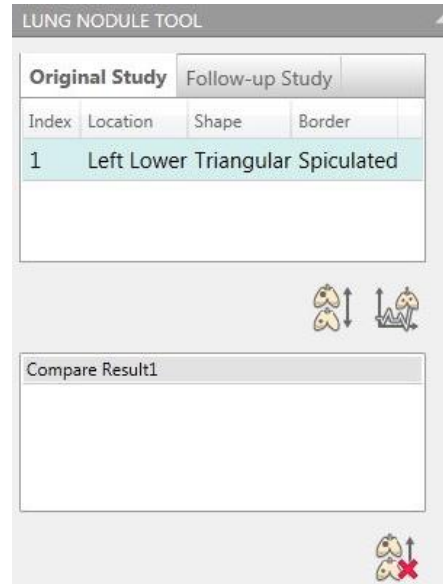 LUNG NODULE TOOL
Original Study Follow-up Study
Index Location Shape Border
1 Left Lower Triangular Spiculated
Compare Result1